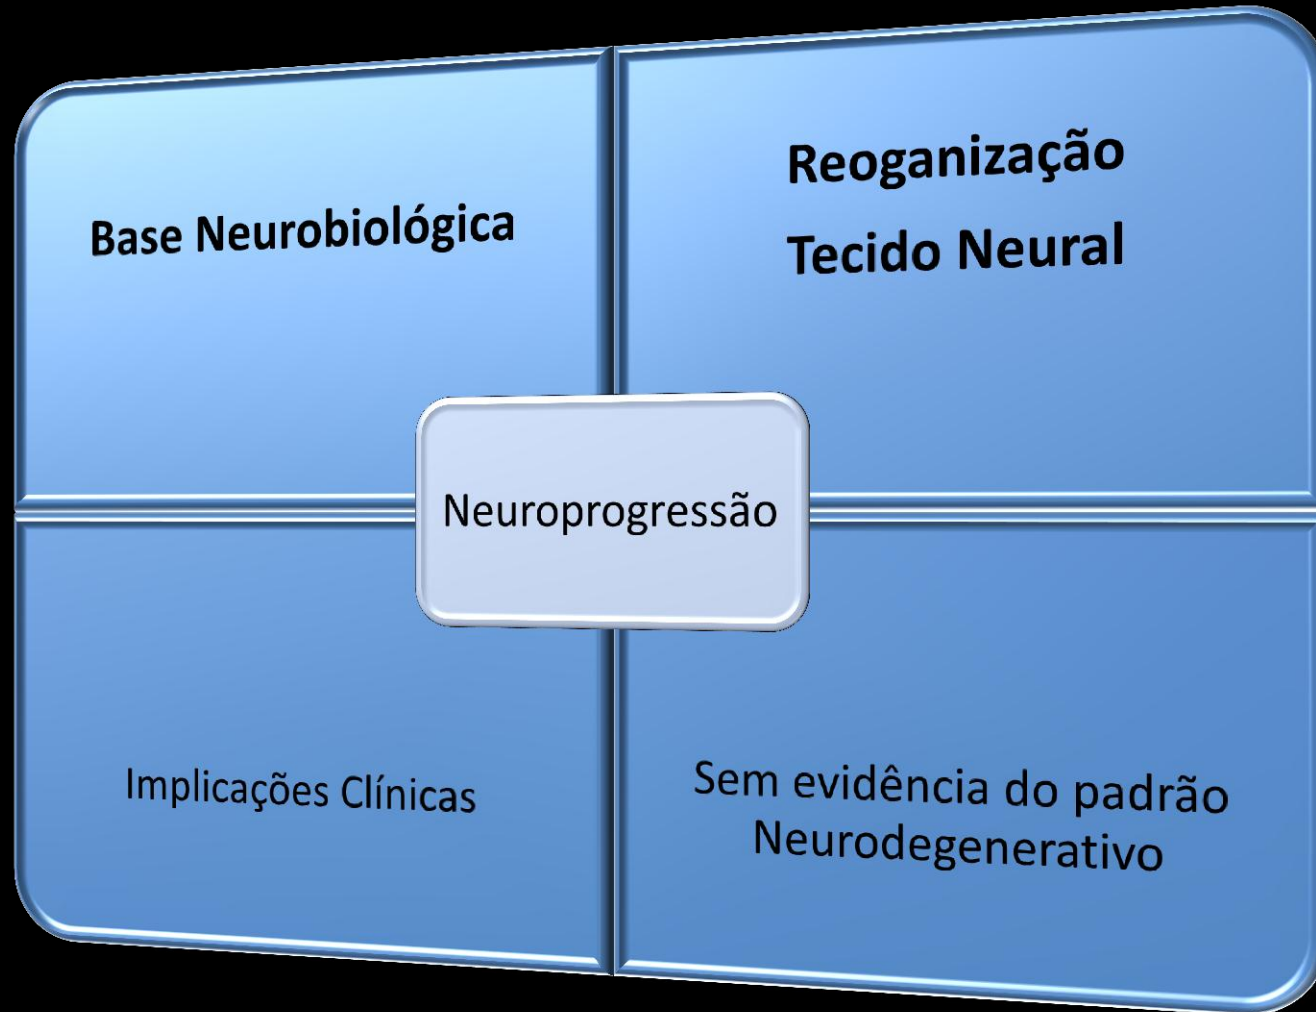 Base Neurobiológica
Reoganização
Tecido Neural
Neuroprogressão
Implicações Clínicas
Sem evidência do padrão
Neurodegenerativo